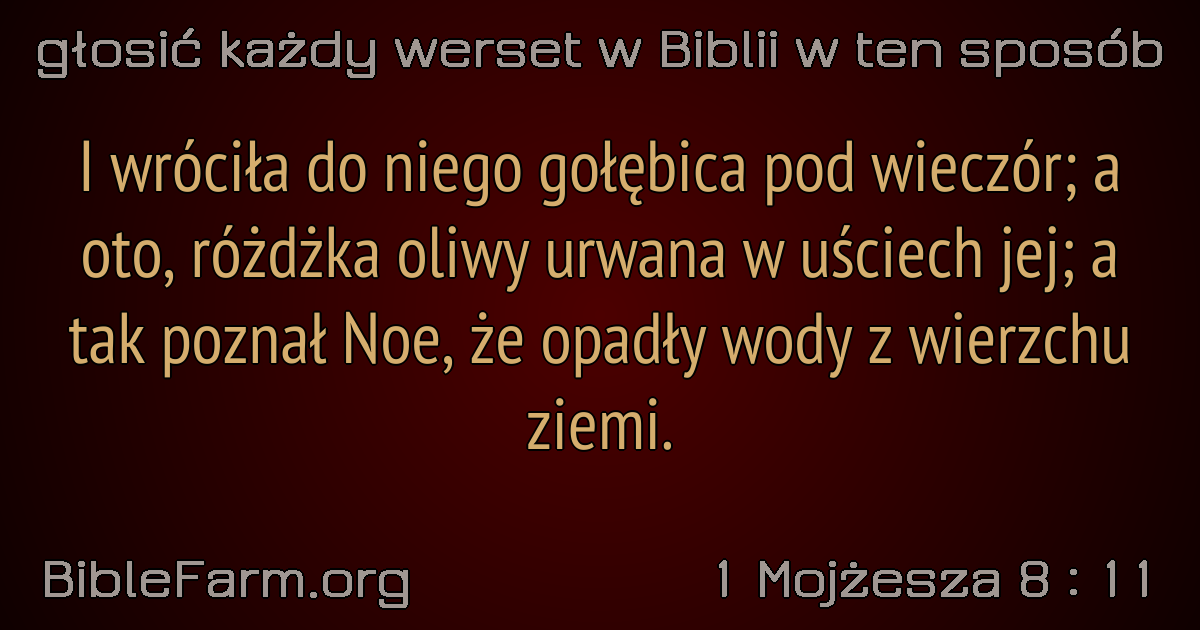 głosić każdy werset w Biblii w ten sposób
I wróciła do niego gołębica pod wieczór; a
oto, różdżka oliwy urwana w uściech jej; a
tak poznał Noe, że opadły wody z wierzchu
ziemi.
BibleFarm.org
1 Mojżesza 8 : 11